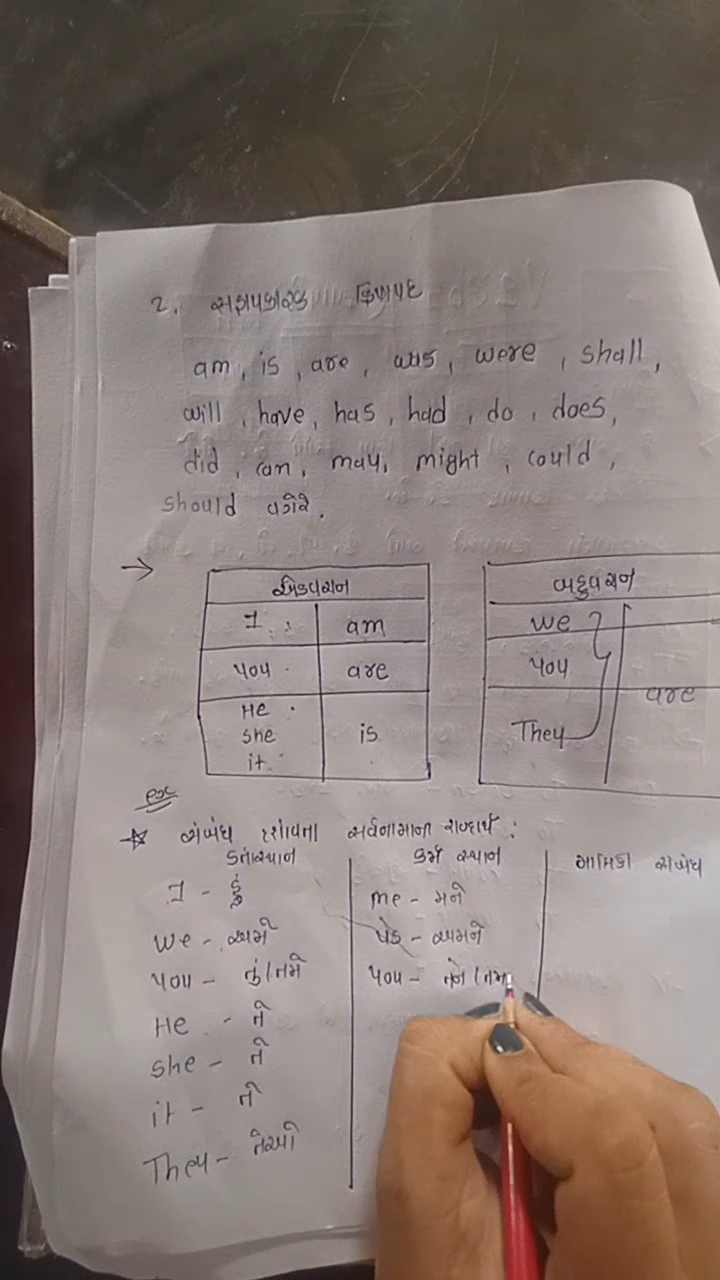 2. સહાયકારક ક્રિયાપદ
am, is, are, was, were, shall,
will, have, has, had, do, does,
did, can, may, might, could,
should વગેરે.
→
એકવચન
I am
you are
He
she is
it
બહુવચન
we
you are
They
ex
☆ સંબંધ દર્શાવતા સર્વનામોના શબ્દાર્થ :
કર્તાસ્થાન કર્મ સ્થાન માલિકી સંબંધ
I - હું me - મને
we - અમે અમને
you - તું/તમે you - તને/તમ
He - તે
she - તે
it - તે
They - તેઓ